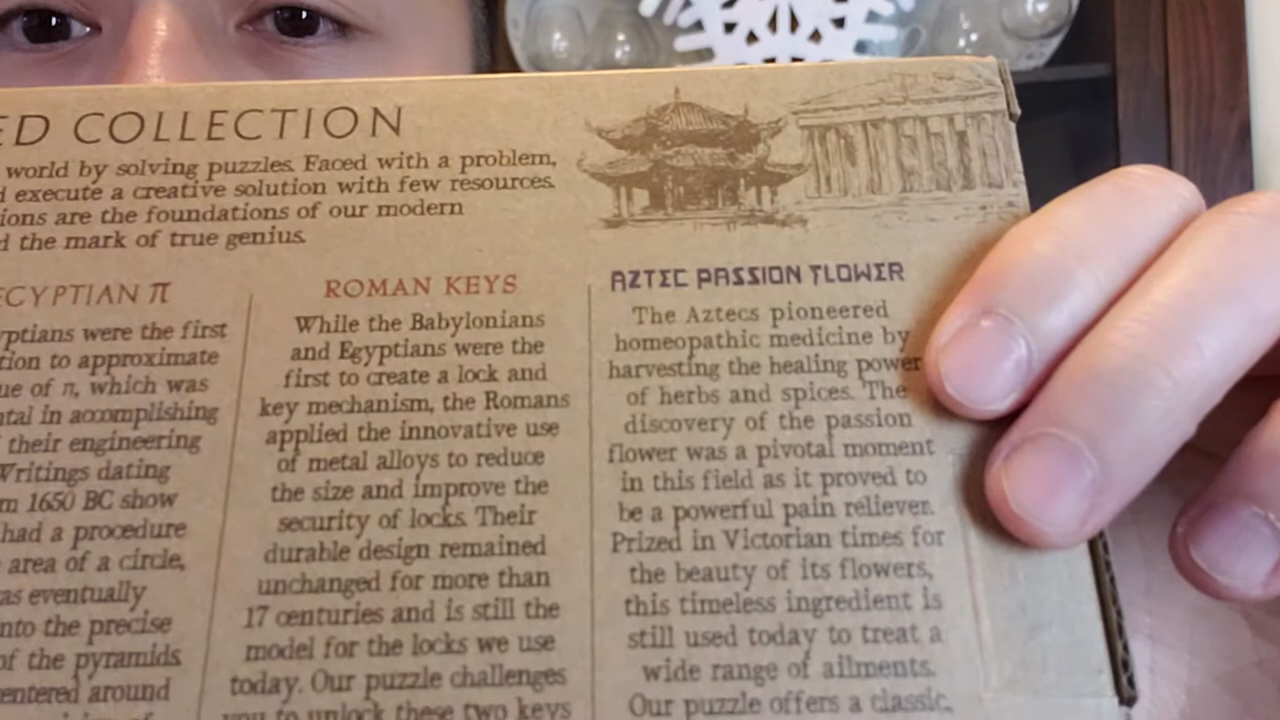 ED COLLECTION
world by solving puzzles. Faced with a problem,
execute a creative solution with few resources.
ions are the foundations of our modern
the mark of true genius.
GYPTIAN π
yptians were the first
tion to approximate
ue of π, which was
ntal in accomplishing
their engineering
Writings dating
m 1650 BC show
had a procedure
area of a circle,
as eventually
nto the precise
of the pyramids
entered around
ROMAN KEYS
While the Babylonians
and Egyptians were the
first to create a lock and
key mechanism, the Romans
applied the innovative use
of metal alloys to reduce
the size and improve the
security of locks. Their
durable design remained
unchanged for more than
17 centuries and is still the
model for the locks we use
today. Our puzzle challenges
you to unlock these two keys
AZTEC PASSION FLOWER
The Aztecs pioneered
homeopathic medicine by
harvesting the healing power
of herbs and spices. The
discovery of the passion
flower was a pivotal moment
in this field as it proved to
be a powerful pain reliever.
Prized in Victorian times for
the beauty of its flowers,
this timeless ingredient is
still used today to treat a
wide range of ailments.
Our puzzle offers a classic,